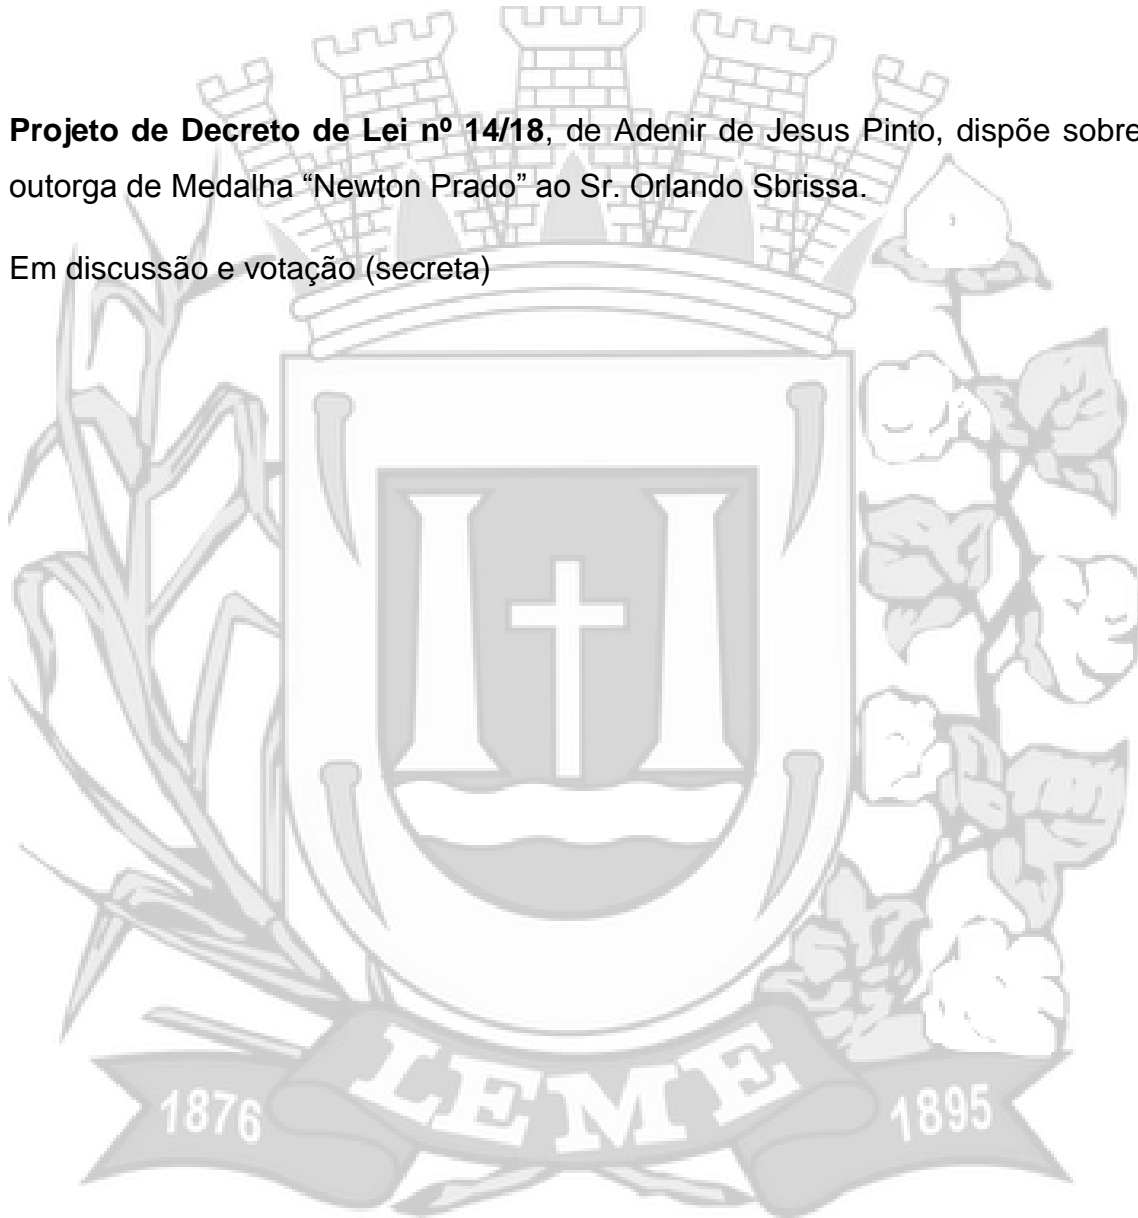 Projeto de Decreto de Lei nº 14/18, de Adenir de Jesus Pinto, dispõe sobre
outorga de Medalha “Newton Prado” ao Sr. Orlando Sbrissa.
Em discussão e votação (secreta)
LEME
1876
1895